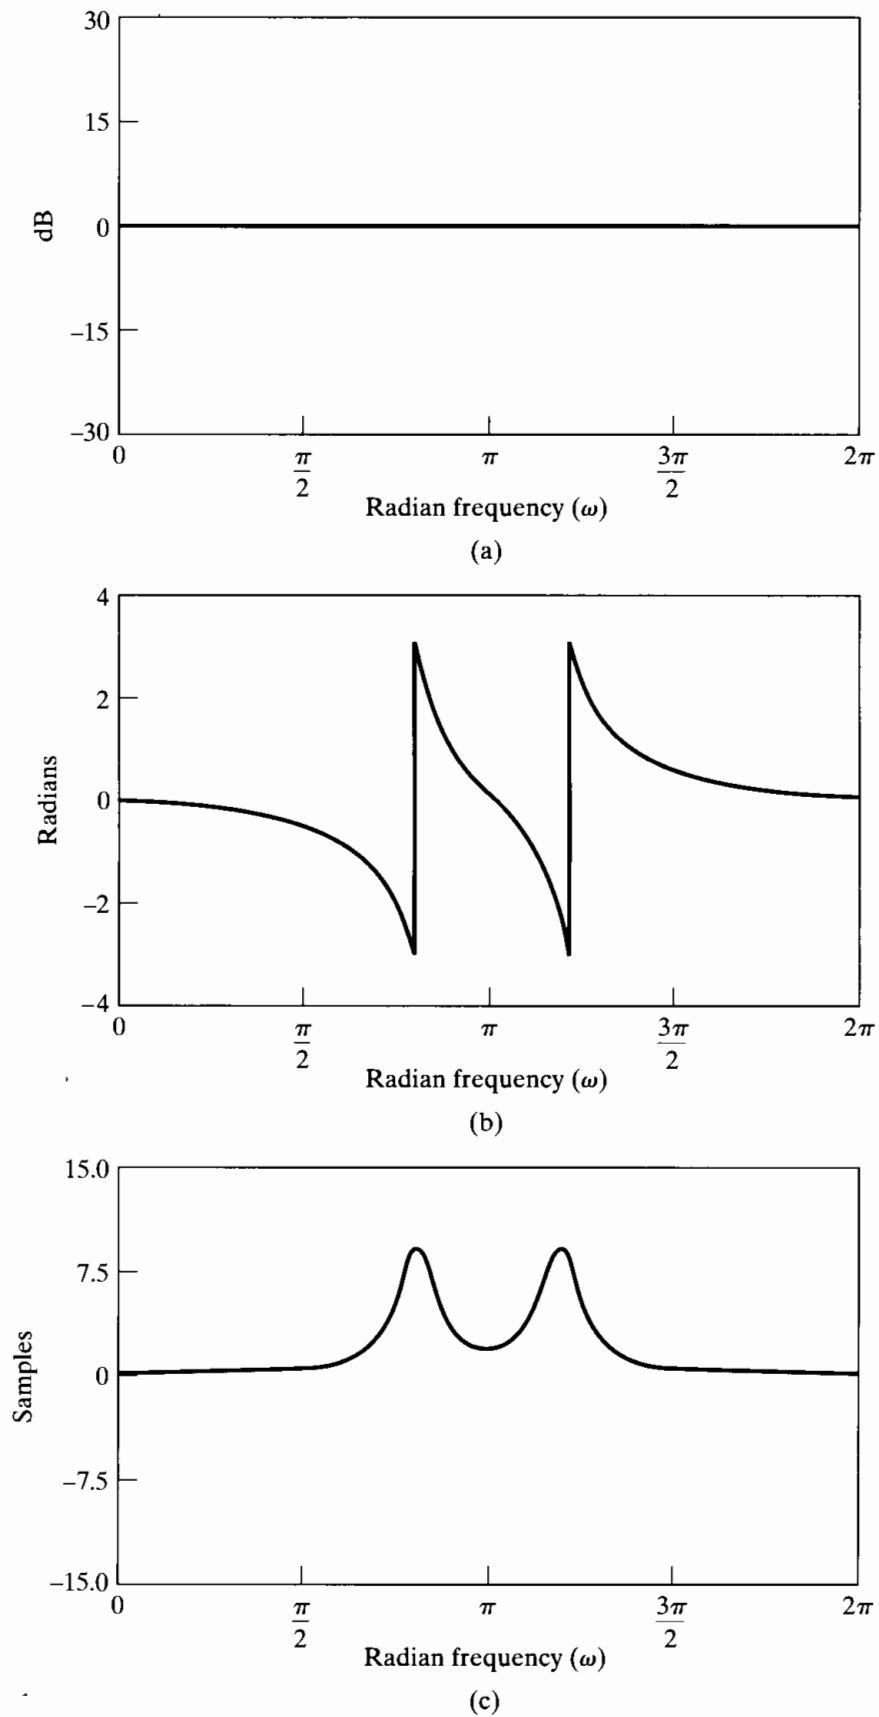 30
15
0
–15
–30
dB
0 π/2 π 3π/2 2π
Radian frequency (ω)
(a)
4
2
0
–2
–4
Radians
0 π/2 π 3π/2 2π
Radian frequency (ω)
(b)
15.0
7.5
0
–7.5
–15.0
Samples
0 π/2 π 3π/2 2π
Radian frequency (ω)
(c)